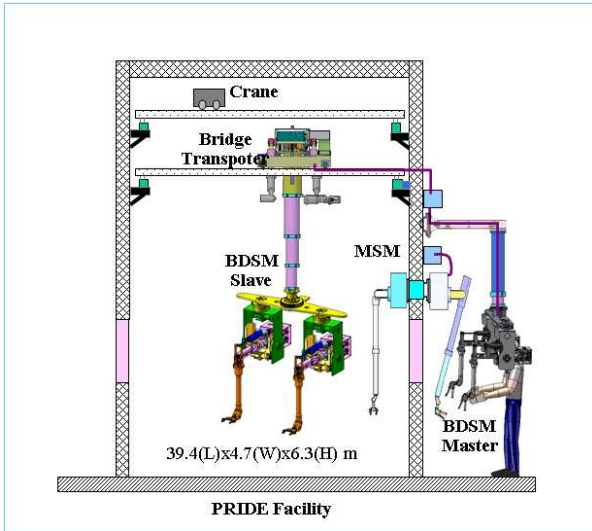 Crane
Bridge
Transpoter
BDSM
Slave
MSM
BDSM
Master
39.4(L)x4.7(W)x6.3(H) m
PRIDE Facility